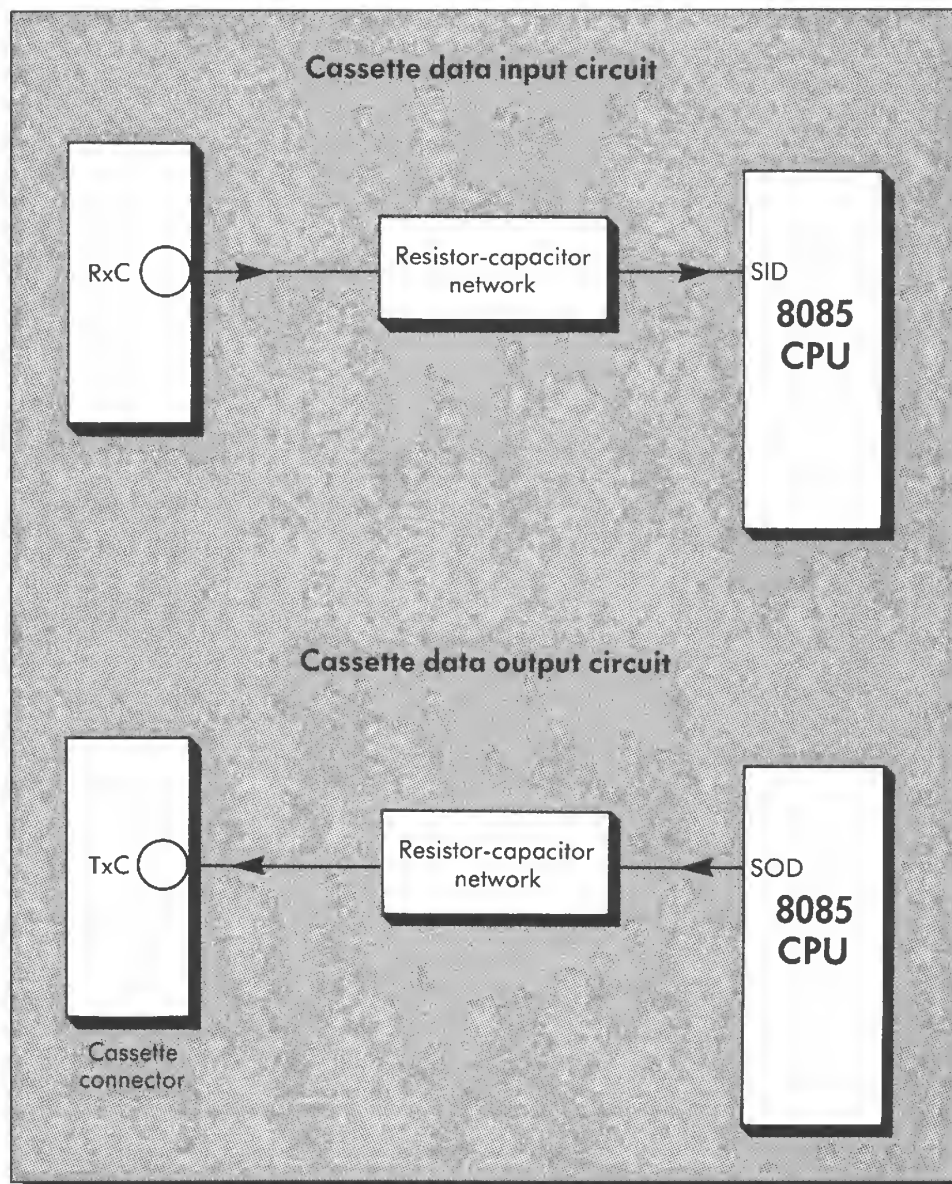 Cassette data input circuit
RxC
Resistor-capacitor
network
SID
8085
CPU
Cassette data output circuit
TxC
Resistor-capacitor
network
SOD
8085
CPU
Cassette
connector